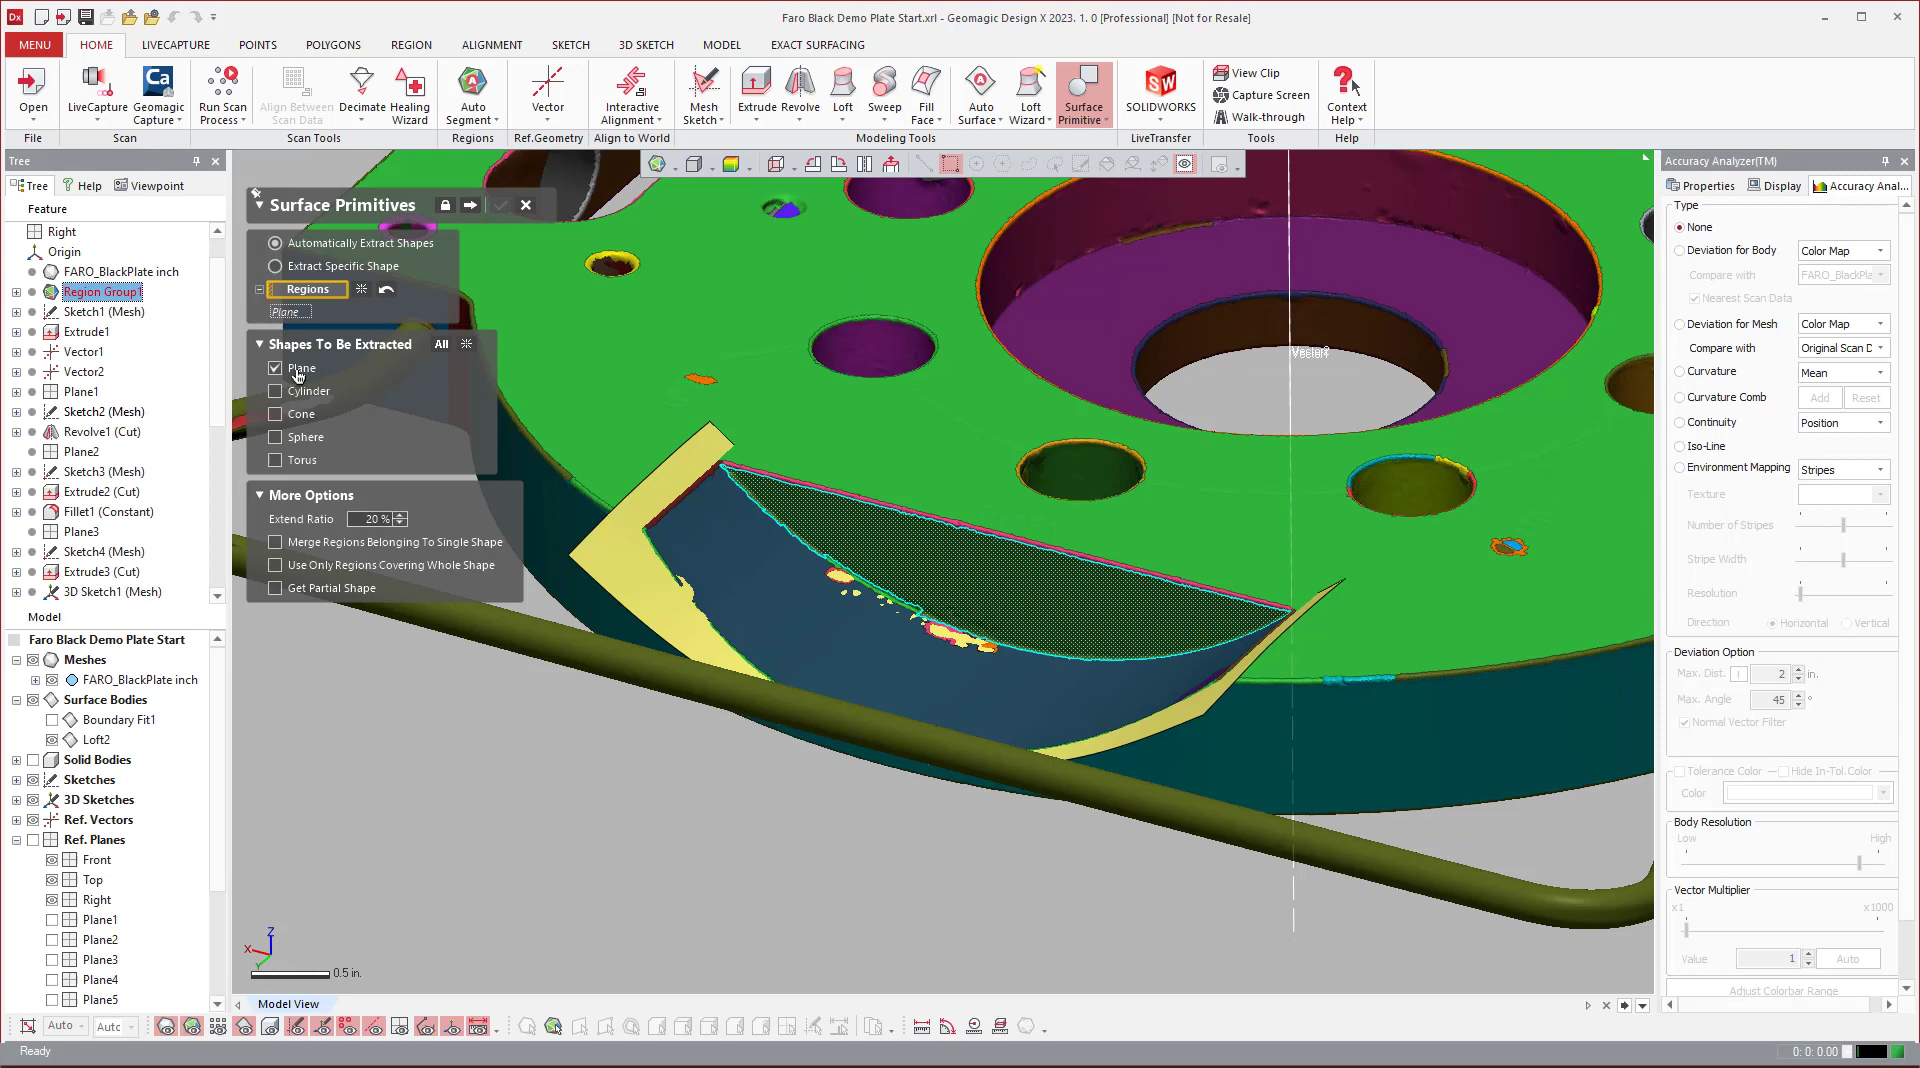 Dx
Faro Black Demo Plate Start.xrl - Geomagic Design X 2023. 1. 0 [Professional] [Not for Resale]
MENU HOME LIVECAPTURE POINTS POLYGONS REGION ALIGNMENT SKETCH 3D SKETCH MODEL EXACT SURFACING
Open
LiveCapture
Ca
Geomagic Capture
Run Scan Process
Align Between Scan Data
Decimate
Healing Wizard
Auto Segment
Vector
Interactive Alignment
Mesh Sketch
Extrude
Revolve
Loft
Sweep
Fill Face
Auto Surface
Loft Wizard
Surface Primitive
SW
SOLIDWORKS
View Clip
Capture Screen
Walk-through
Context Help
File Scan Scan Tools Regions Ref.Geometry Align to World Modeling Tools LiveTransfer Tools Help
Tree
Tree Help Viewpoint
Feature
Right
Origin
FARO_BlackPlate inch
Region Group1
Sketch1 (Mesh)
Extrude1
Vector1
Vector2
Plane1
Sketch2 (Mesh)
Revolve1 (Cut)
Plane2
Sketch3 (Mesh)
Extrude2 (Cut)
Fillet1 (Constant)
Plane3
Sketch4 (Mesh)
Extrude3 (Cut)
3D Sketch1 (Mesh)
Model
Faro Black Demo Plate Start
Meshes
FARO_BlackPlate inch
Surface Bodies
Boundary Fit1
Loft2
Solid Bodies
Sketches
3D Sketches
Ref. Vectors
Ref. Planes
Front
Top
Right
Plane1
Plane2
Plane3
Plane4
Plane5
Surface Primitives
Automatically Extract Shapes
Extract Specific Shape
Regions
Plane
Shapes To Be Extracted All
Plane
Cylinder
Cone
Sphere
Torus
More Options
Extend Ratio 20 %
Merge Regions Belonging To Single Shape
Use Only Regions Covering Whole Shape
Get Partial Shape
Z
X
Y
0.5 in.
Model View
Accuracy Analyzer(TM)
Properties Display Accuracy Anal...
Type
None
Deviation for Body Color Map
Compare with FARO_BlackPla
Nearest Scan Data
Deviation for Mesh Color Map
Compare with Original Scan D
Curvature Mean
Curvature Comb Add Reset
Continuity Position
Iso-Line
Environment Mapping Stripes
Texture
Number of Stripes
Stripe Width
Resolution
Direction Horizontal Vertical
Deviation Option
Max. Dist. ! 2 in.
Max. Angle 45 °
Normal Vector Filter
Tolerance Color Hide In-Tol.Color
Color
Body Resolution
Low High
Vector Multiplier
x1 x1000
Value 1 Auto
Adjust Colorbar Range
Auto Auto
Ready
0: 0: 0.00